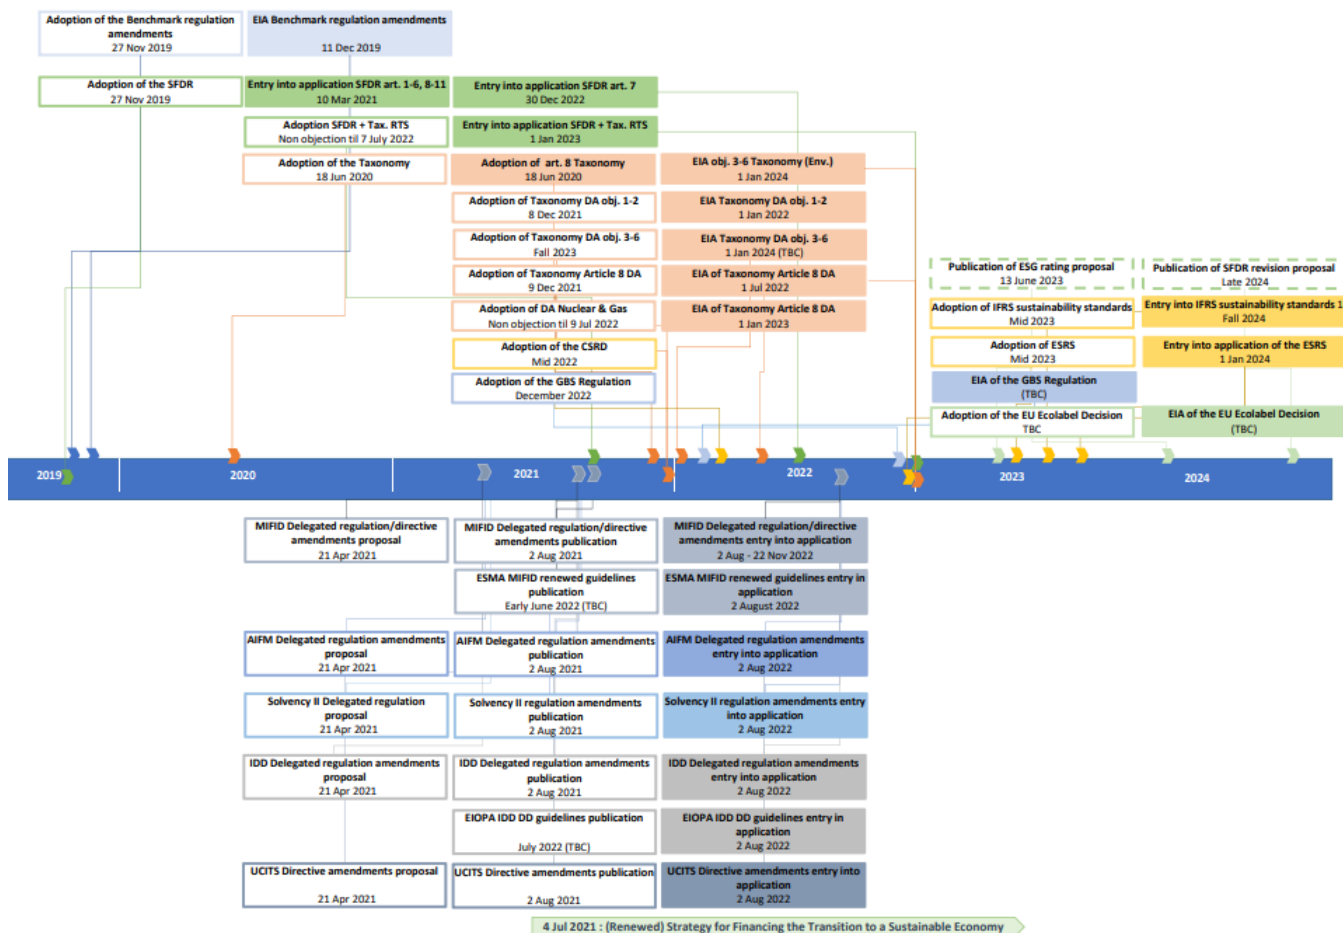 Adoption of the Benchmark regulation
amendments
27 Nov 2019
EIA Benchmark regulation amendments
11 Dec 2019
Adoption of the SFDR
27 Nov 2019
Entry into application SFDR art. 1-6, 8-11
10 Mar 2021
Entry into application SFDR art. 7
30 Dec 2022
Adoption SFDR + Tax. RTS
Non objection til 7 July 2022
Entry into application SFDR + Tax. RTS
1 Jan 2023
Adoption of the Taxonomy
18 Jun 2020
Adoption of art. 8 Taxonomy
18 Jun 2020
EIA obj. 3-6 Taxonomy (Env.)
1 Jan 2024
Adoption of Taxonomy DA obj. 1-2
8 Dec 2021
EIA Taxonomy DA obj. 1-2
1 Jan 2022
Adoption of Taxonomy DA obj. 3-6
Fall 2023
EIA Taxonomy DA obj. 3-6
1 Jan 2024 (TBC)
Adoption of Taxonomy Article 8 DA
9 Dec 2021
EIA of Taxonomy Article 8 DA
1 Jul 2022
Adoption of DA Nuclear & Gas
Non objection til 9 Jul 2022
EIA of Taxonomy Article 8 DA
1 Jan 2023
Adoption of the CSRD
Mid 2022
Adoption of the GBS Regulation
December 2022
Publication of ESG rating proposal
13 June 2023
Publication of SFDR revision proposal
Late 2024
Adoption of IFRS sustainability standards
Mid 2023
Entry into IFRS sustainability standards 1
Fall 2024
Adoption of ESRS
Mid 2023
Entry into application of the ESRS
1 Jan 2024
EIA of the GBS Regulation
(TBC)
Adoption of the EU Ecolabel Decision
TBC
EIA of the EU Ecolabel Decision
(TBC)
2019
2020
2021
2022
2023
2024
MIFID Delegated regulation/directive
amendments proposal
21 Apr 2021
MIFID Delegated regulation/directive
amendments publication
2 Aug 2021
MIFID Delegated regulation/directive
amendments entry into application
2 Aug - 22 Nov 2022
ESMA MIFID renewed guidelines
publication
Early June 2022 (TBC)
ESMA MIFID renewed guidelines entry in
application
2 August 2022
AIFM Delegated regulation amendments
proposal
21 Apr 2021
AIFM Delegated regulation amendments
publication
2 Aug 2021
AIFM Delegated regulation amendments
entry into application
2 Aug 2022
Solvency II Delegated regulation
proposal
21 Apr 2021
Solvency II regulation amendments
publication
2 Aug 2021
Solvency II regulation amendments entry
into application
2 Aug 2022
IDD Delegated regulation amendments
proposal
21 Apr 2021
IDD Delegated regulation amendments
publication
2 Aug 2021
IDD Delegated regulation amendments
entry into application
2 Aug 2022
EIOPA IDD DD guidelines publication
July 2022 (TBC)
EIOPA IDD DD guidelines entry in
application
2 Aug 2022
UCITS Directive amendments proposal
21 Apr 2021
UCITS Directive amendments publication
2 Aug 2021
UCITS Directive amendments entry into
application
2 Aug 2022
4 Jul 2021 : (Renewed) Strategy for Financing the Transition to a Sustainable Economy